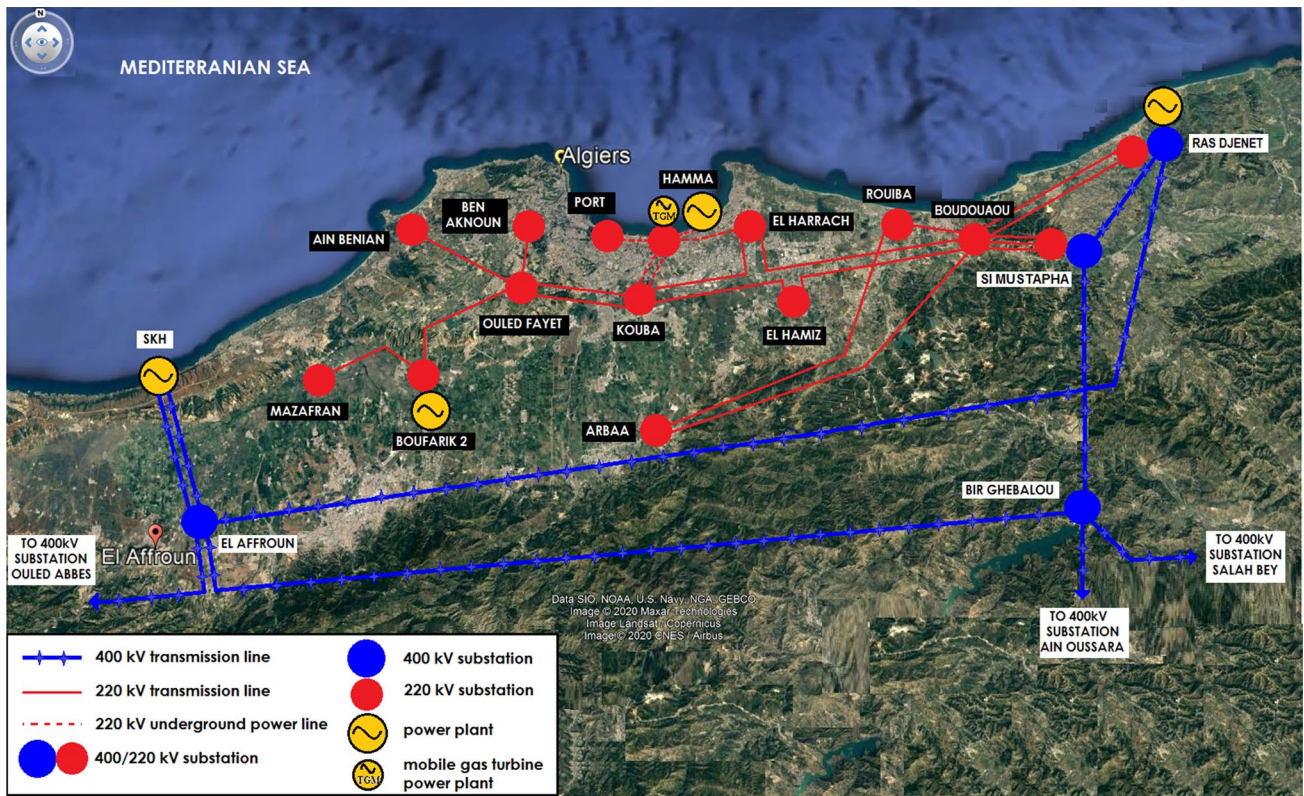 N
MEDITERRANIAN SEA
Algiers
RAS DJENET
HAMMA
ROUIBA
BEN
AKNOUN
PORT
TGM
EL HARRACH
BOUDOUAOU
AIN BENIAN
SI MUSTAPHA
OULED FAYET
KOUBA
EL HAMIZ
SKH
MAZAFRAN
BOUFARIK 2
ARBAA
BIR GHEBALOU
EL AFFROUN
El Affroun
TO 400kV
SUBSTATION
OULED ABBES
TO 400kV
SUBSTATION
SALAH BEY
TO 400kV
SUBSTATION
AIN OUSSARA
Data SIO, NOAA, U.S. Navy, NGA, GEBCO
Image © 2020 Maxar Technologies
Image Landsat / Copernicus
Image © 2020 CNES / Airbus
400 kV transmission line
220 kV transmission line
220 kV underground power line
400/220 kV substation
400 kV substation
220 kV substation
power plant
TGM
mobile gas turbine
power plant